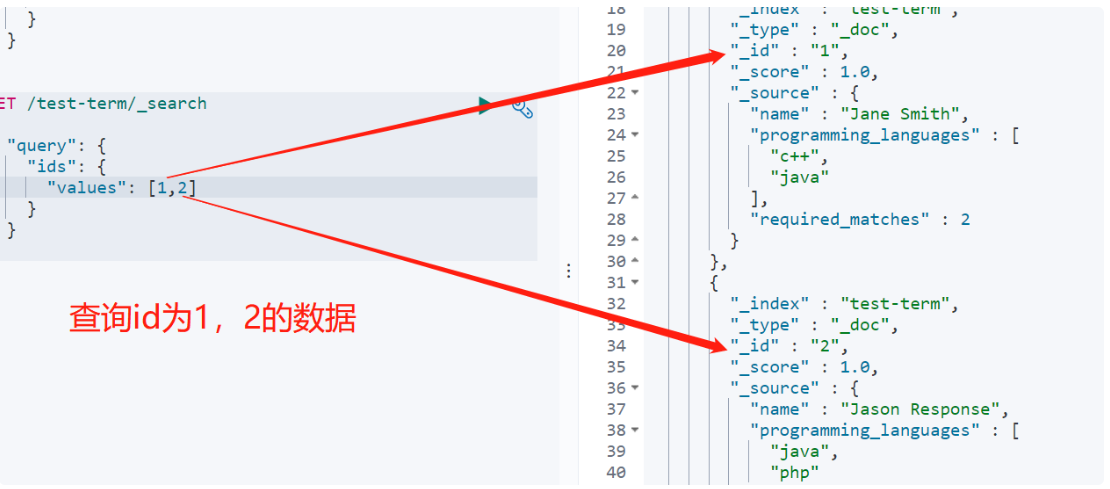 }
}
ET /test-term/_search
"query": {
"ids": {
"values": [1,2]
}
}
查询id为1，2的数据
18 "_index" : "test-term",
19 "_type" : "_doc",
20 "_id" : "1",
21 "_score" : 1.0,
22 "_source" : {
23 "name" : "Jane Smith",
24 "programming_languages" : [
25 "c++",
26 "java"
27 ],
28 "required_matches" : 2
29 }
30 },
31 {
32 "_index" : "test-term",
33 "_type" : "_doc",
34 "_id" : "2",
35 "_score" : 1.0,
36 "_source" : {
37 "name" : "Jason Response",
38 "programming_languages" : [
39 "java",
40 "php"